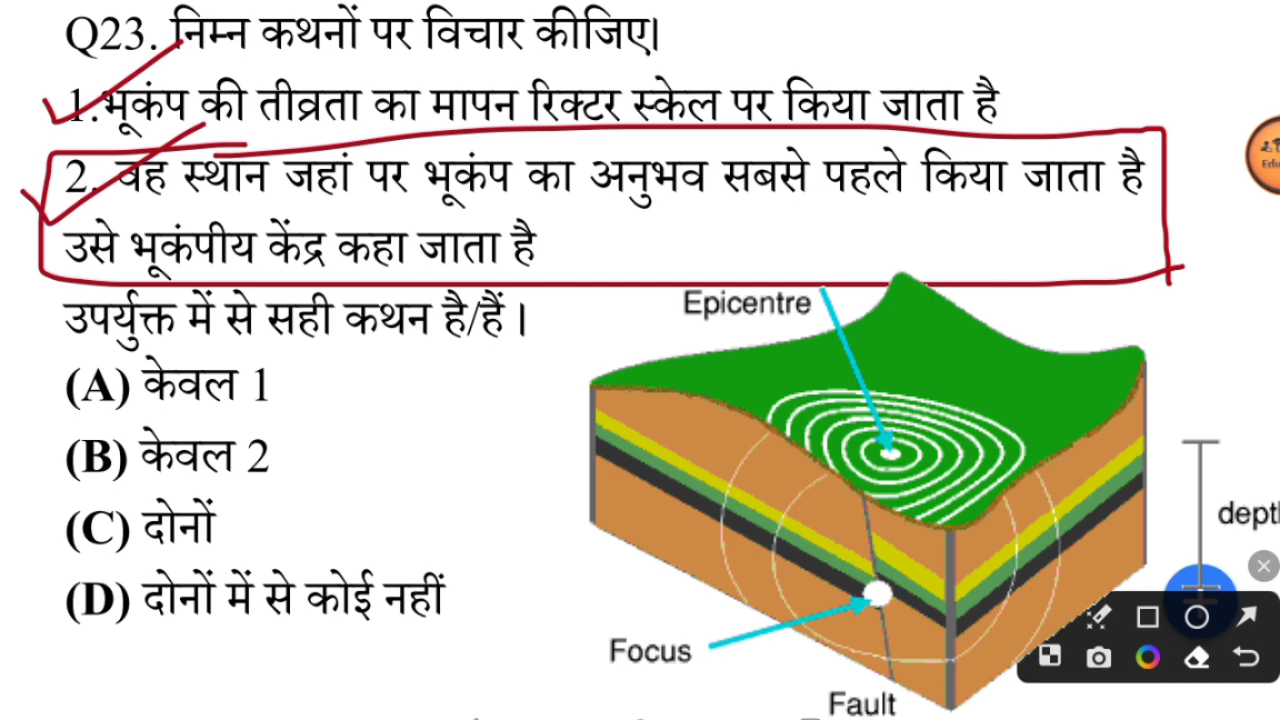 Q23. निम्न कथनों पर विचार कीजिए।
1.भूकंप की तीव्रता का मापन रिक्टर स्केल पर किया जाता है
2. वह स्थान जहां पर भूकंप का अनुभव सबसे पहले किया जाता है
उसे भूकंपीय केंद्र कहा जाता है
उपर्युक्त में से सही कथन है/हैं।
(A) केवल 1
(B) केवल 2
(C) दोनों
(D) दोनों में से कोई नहीं
Epicentre
Focus
Fault
Edu